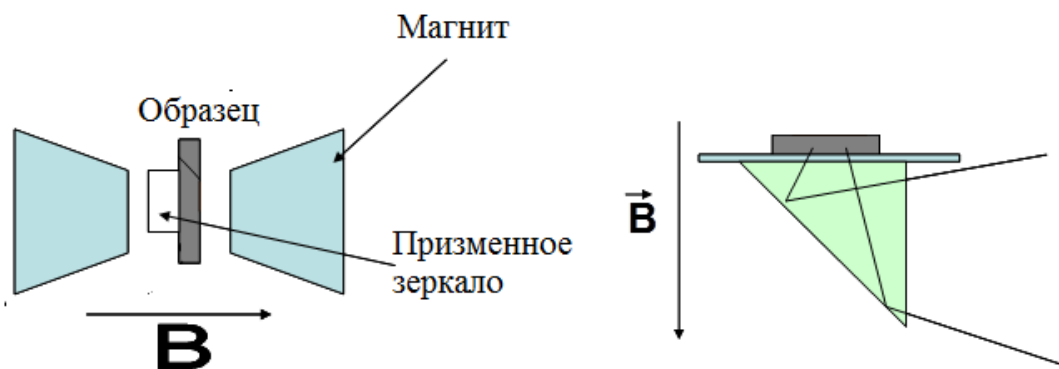 Магнит
Образец
Призменное
зеркало
B
B